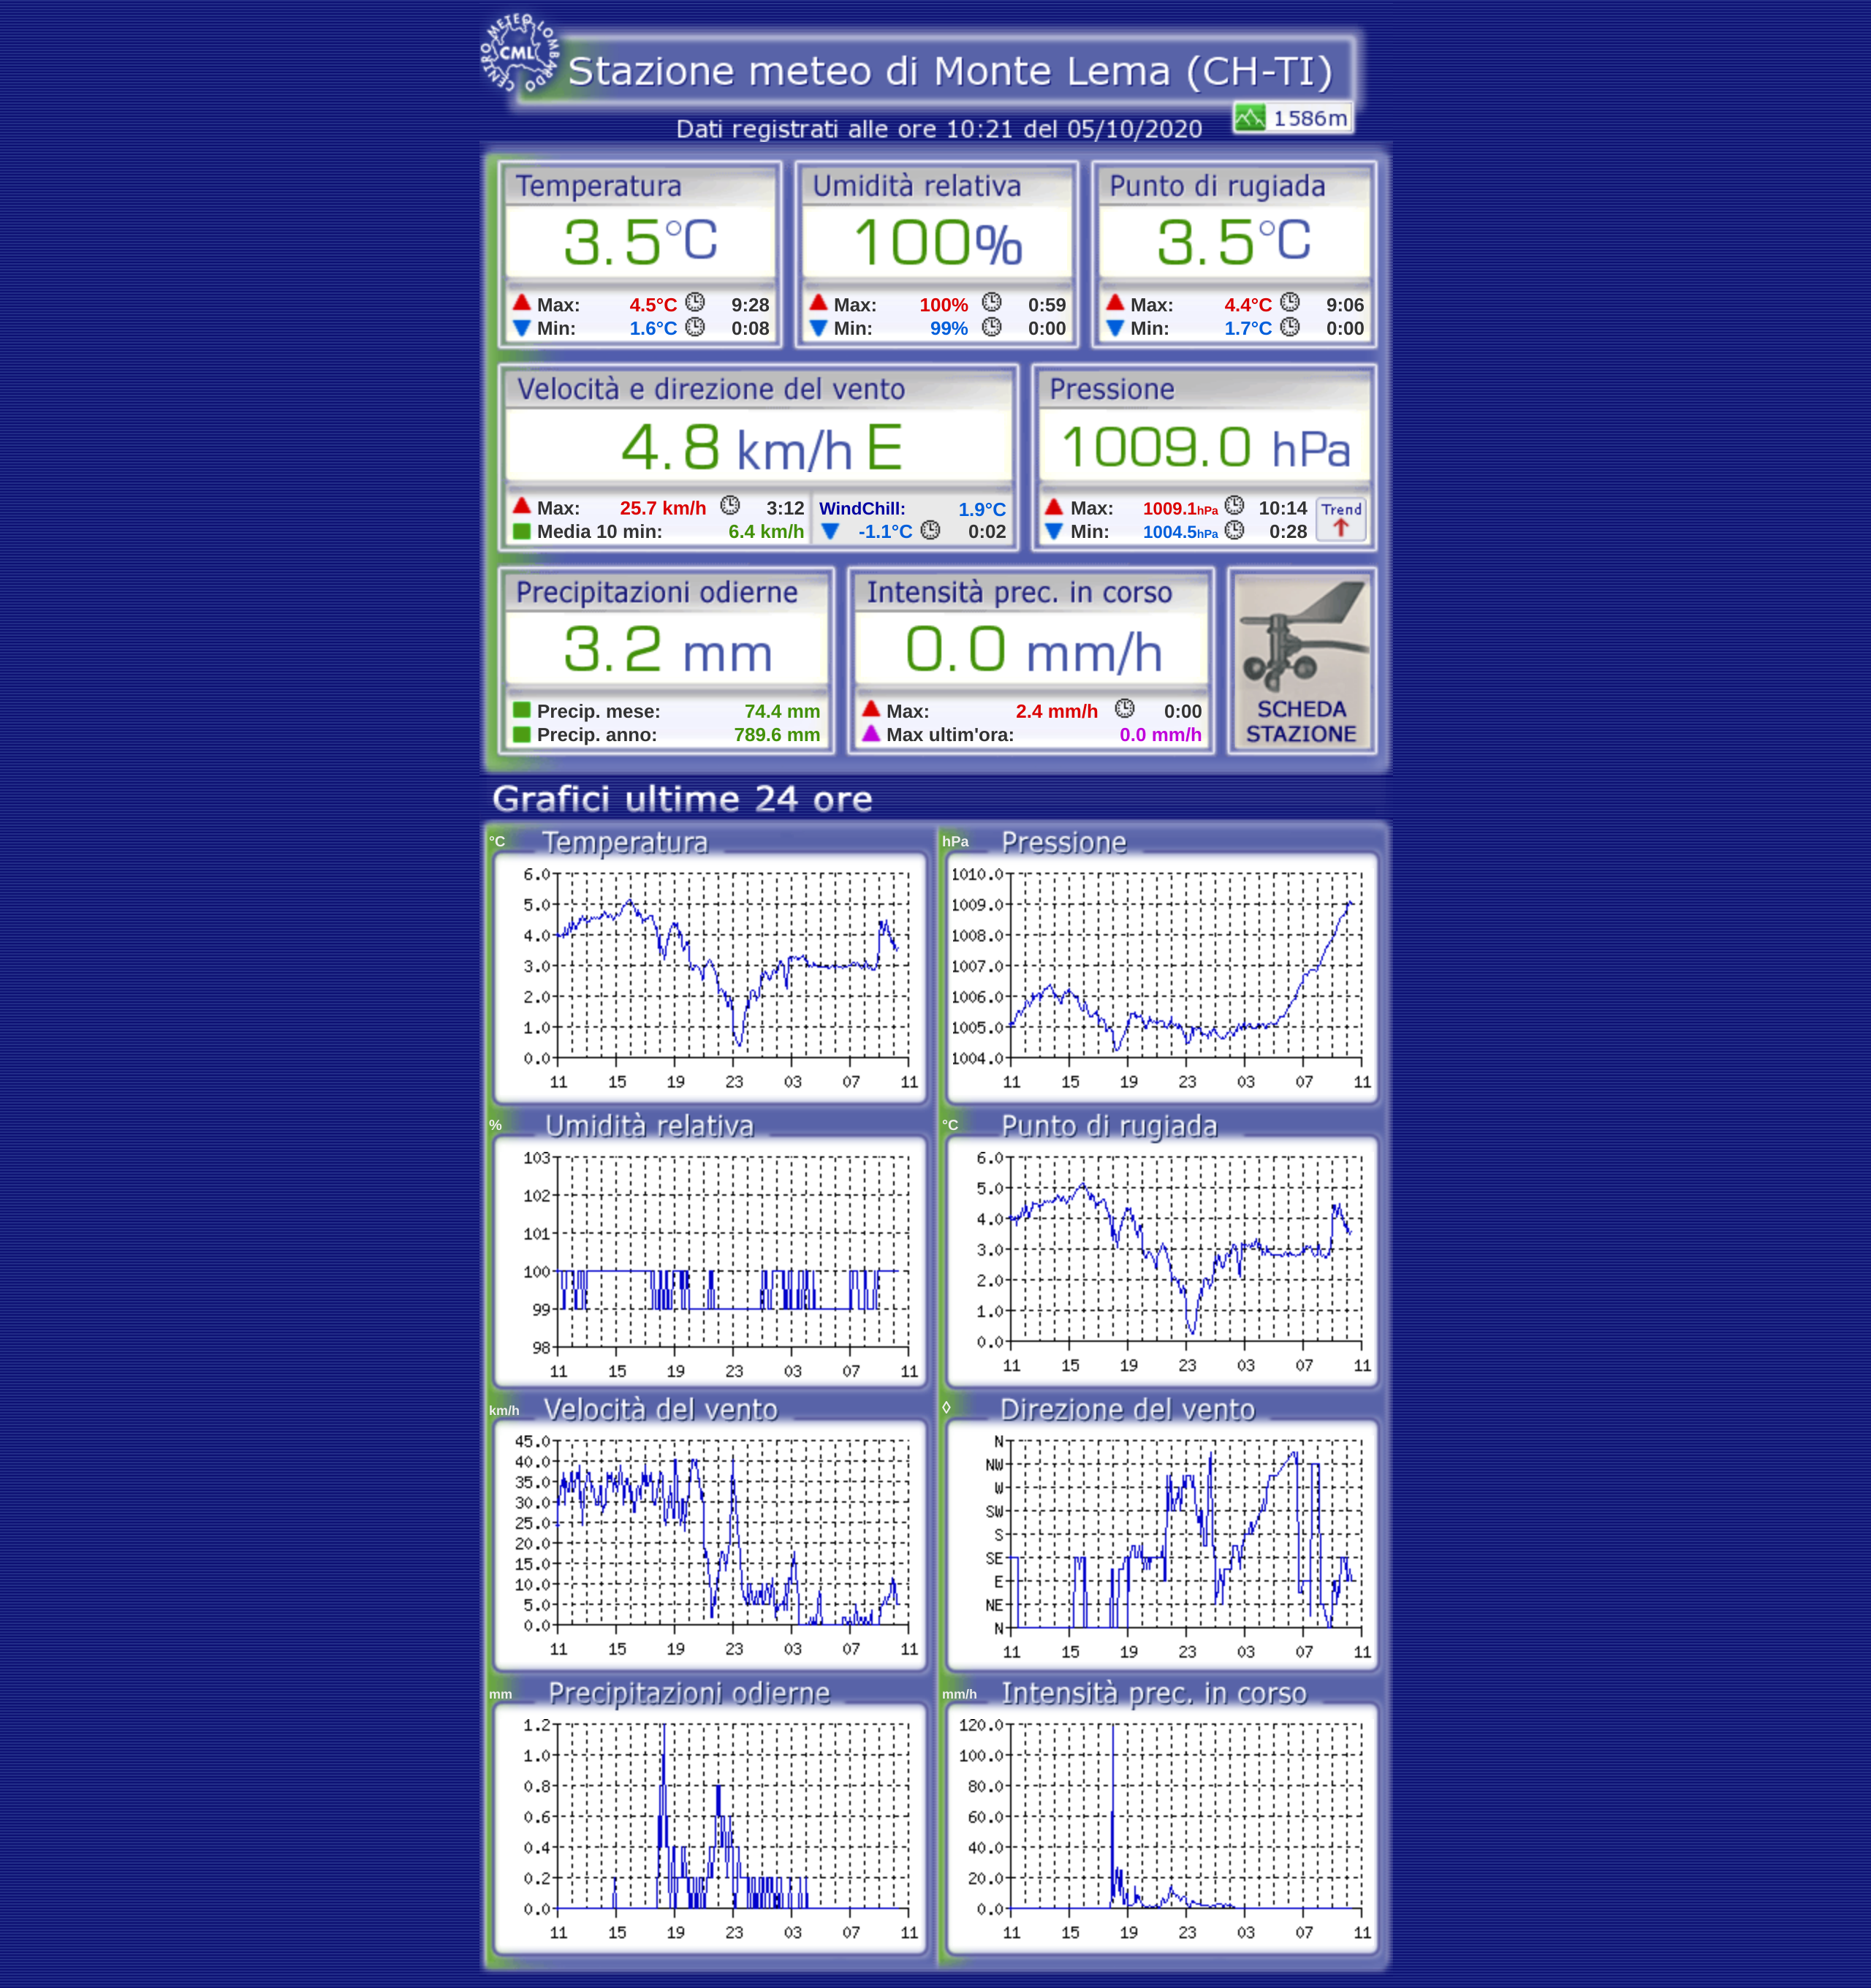 CENTRO METEO LOMBARDO
CML
Stazione meteo di Monte Lema (CH-TI)
1586m
Dati registrati alle ore 10:21 del 05/10/2020
Temperatura
3.5°C
Max: 4.5°C 9:28
Min: 1.6°C 0:08
Umidità relativa
100%
Max: 100% 0:59
Min: 99% 0:00
Punto di rugiada
3.5°C
Max: 4.4°C 9:06
Min: 1.7°C 0:00
Velocità e direzione del vento
4.8 km/h E
Max: 25.7 km/h 3:12
Media 10 min: 6.4 km/h
WindChill: 1.9°C
-1.1°C 0:02
Pressione
1009.0 hPa
Max: 1009.1hPa 10:14
Min: 1004.5hPa 0:28
Trend
Precipitazioni odierne
3.2 mm
Precip. mese: 74.4 mm
Precip. anno: 789.6 mm
Intensità prec. in corso
0.0 mm/h
Max: 2.4 mm/h 0:00
Max ultim'ora: 0.0 mm/h
SCHEDA
STAZIONE
Grafici ultime 24 ore
°C Temperatura
6.0
5.0
4.0
3.0
2.0
1.0
0.0
11 15 19 23 03 07 11
hPa Pressione
1010.0
1009.0
1008.0
1007.0
1006.0
1005.0
1004.0
11 15 19 23 03 07 11
% Umidità relativa
103
102
101
100
99
98
11 15 19 23 03 07 11
°C Punto di rugiada
6.0
5.0
4.0
3.0
2.0
1.0
0.0
11 15 19 23 03 07 11
km/h Velocità del vento
45.0
40.0
35.0
30.0
25.0
20.0
15.0
10.0
5.0
0.0
11 15 19 23 03 07 11
◊ Direzione del vento
N
NW
W
SW
S
SE
E
NE
N
11 15 19 23 03 07 11
mm Precipitazioni odierne
1.2
1.0
0.8
0.6
0.4
0.2
0.0
11 15 19 23 03 07 11
mm/h Intensità prec. in corso
120.0
100.0
80.0
60.0
40.0
20.0
0.0
11 15 19 23 03 07 11